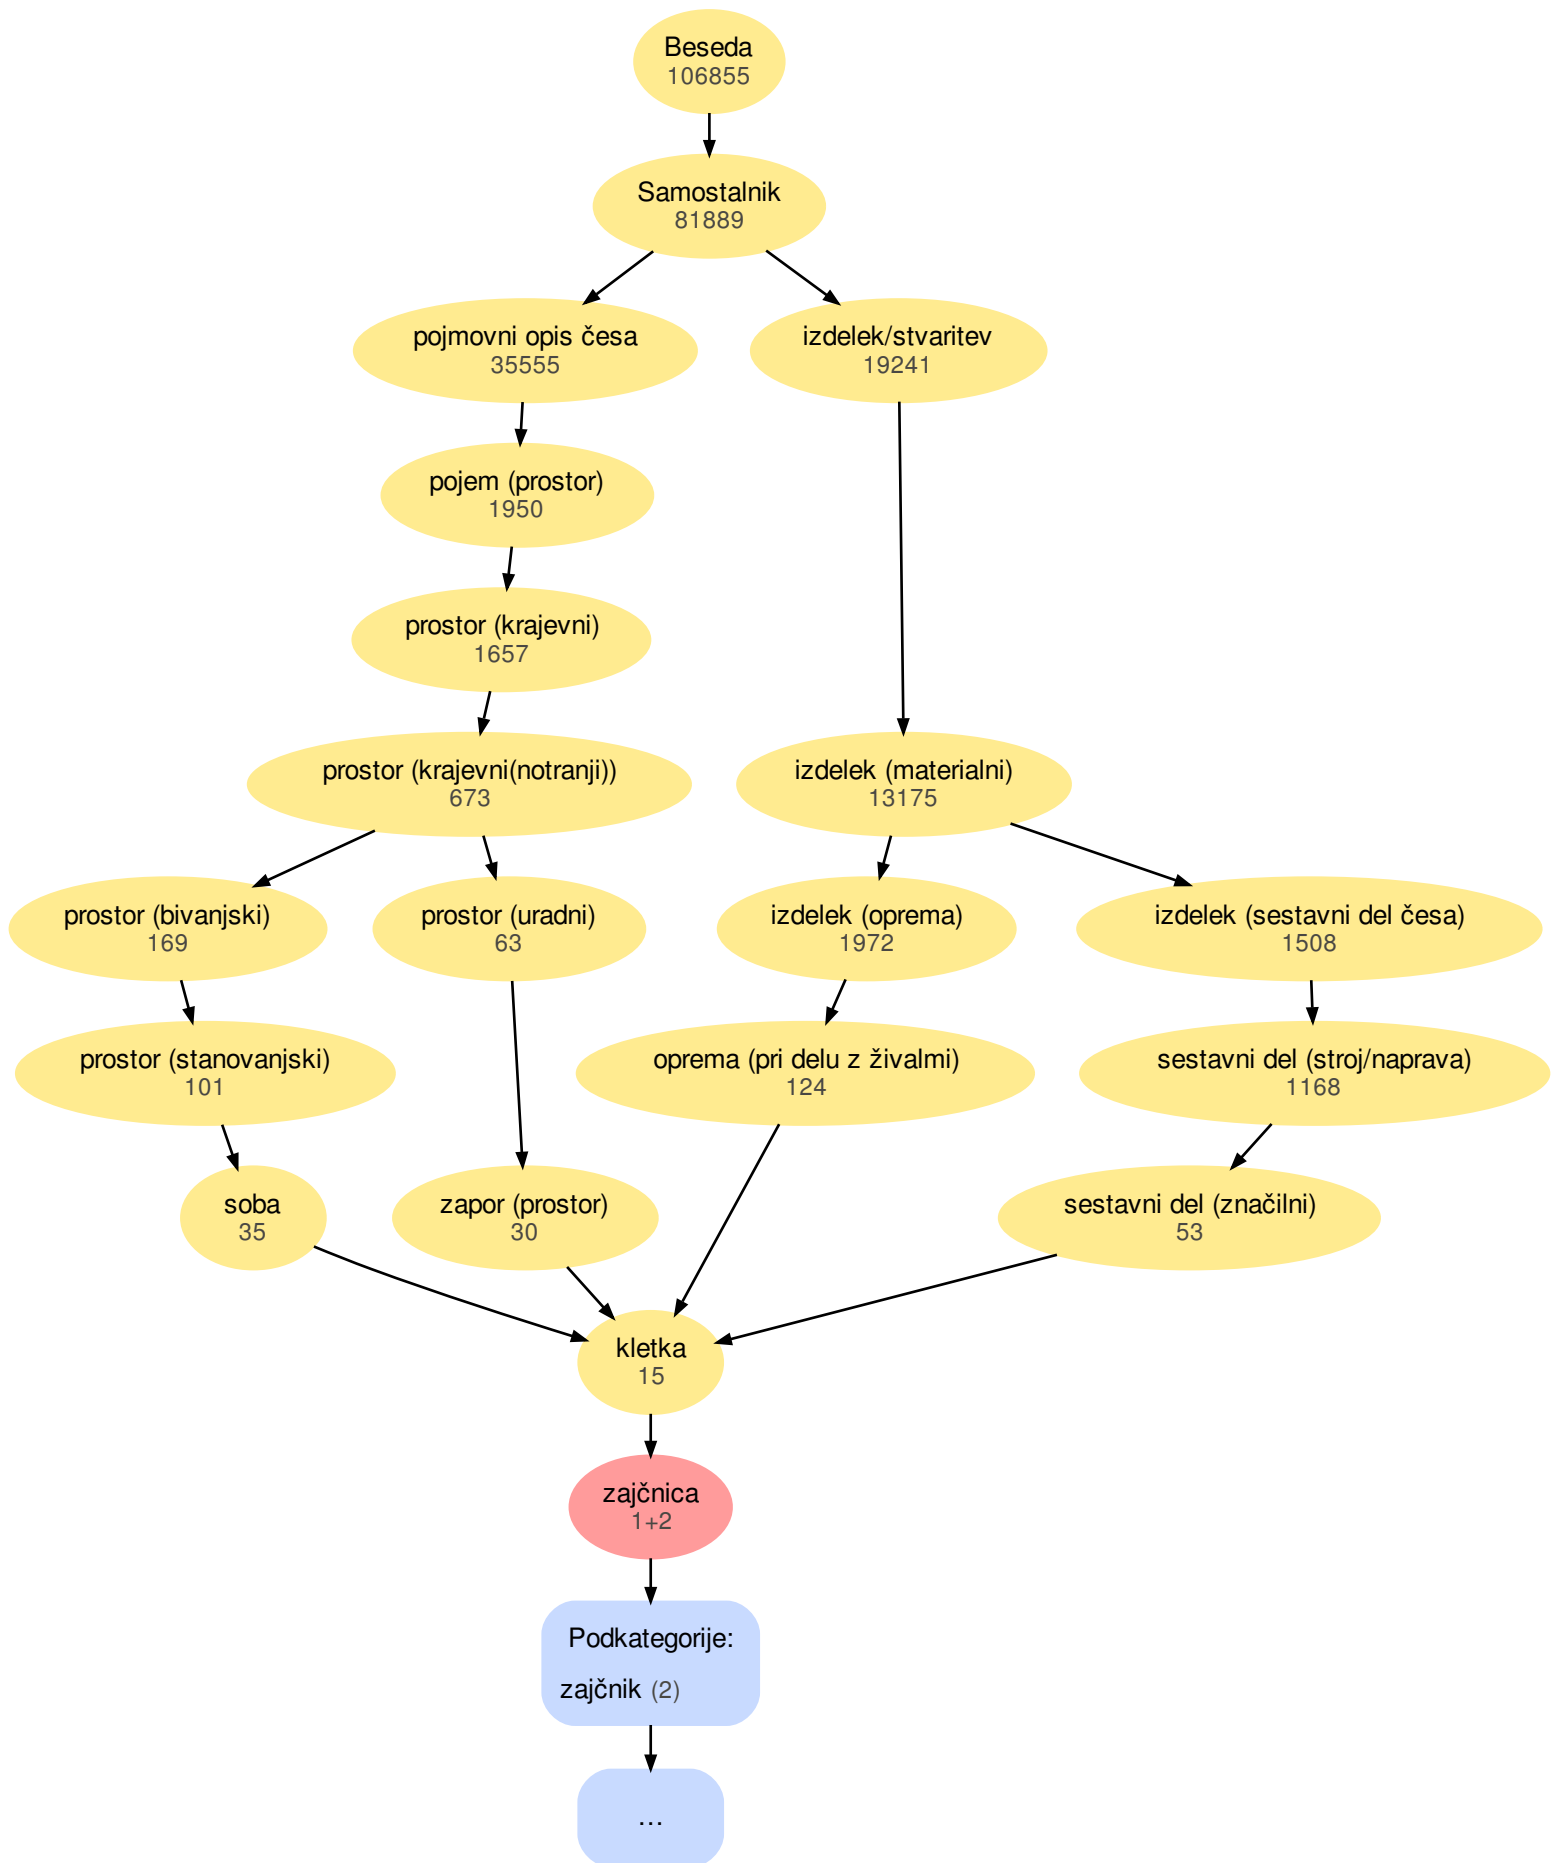 Beseda
106855
Samostalnik
81889
pojmovni opis česa
35555
izdelek/stvaritev
19241
pojem (prostor)
1950
prostor (krajevni)
1657
prostor (krajevni(notranji))
673
izdelek (materialni)
13175
prostor (bivanjski)
169
prostor (uradni)
63
izdelek (oprema)
1972
izdelek (sestavni del česa)
1508
prostor (stanovanjski)
101
oprema (pri delu z živalmi)
124
sestavni del (stroj/naprava)
1168
soba
35
zapor (prostor)
30
sestavni del (značilni)
53
kletka
15
zajčnica
1+2
Podkategorije:
zajčnik (2)
...